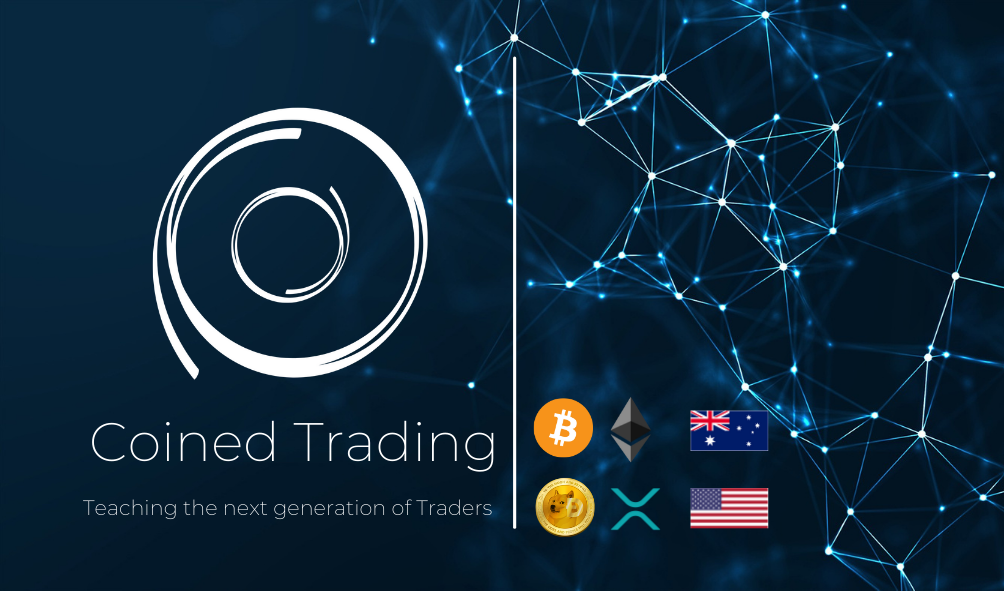 Coined Trading
Teaching the next generation of Traders